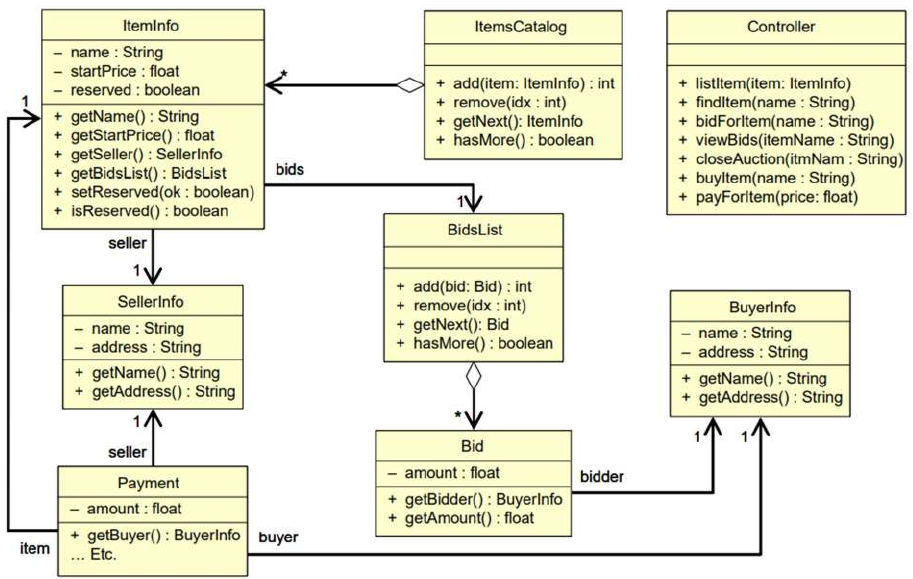 ItemInfo
– name : String
– startPrice : float
– reserved : boolean
+ getName() : String
+ getStartPrice() : float
+ getSeller() : SellerInfo
+ getBidsList() : BidsList
+ setReserved(ok : boolean)
+ isReserved() : boolean
ItemsCatalog
+ add(item: ItemInfo) : int
+ remove(idx : int)
+ getNext(): ItemInfo
+ hasMore() : boolean
Controller
+ listItem(item: ItemInfo)
+ findItem(name : String)
+ bidForItem(name : String)
+ viewBids(itemName : String)
+ closeAuction(itmNam : String)
+ buyItem(name : String)
+ payForItem(price: float)
*
1
bids
1
seller
1
BidsList
+ add(bid: Bid) : int
+ remove(idx : int)
+ getNext(): Bid
+ hasMore() : boolean
SellerInfo
– name : String
– address : String
+ getName() : String
+ getAddress() : String
BuyerInfo
– name : String
– address : String
+ getName() : String
+ getAddress() : String
1
seller
*
1
1
Bid
– amount : float
+ getBidder() : BuyerInfo
+ getAmount() : float
bidder
Payment
– amount : float
+ getBuyer() : BuyerInfo
... Etc.
item
buyer